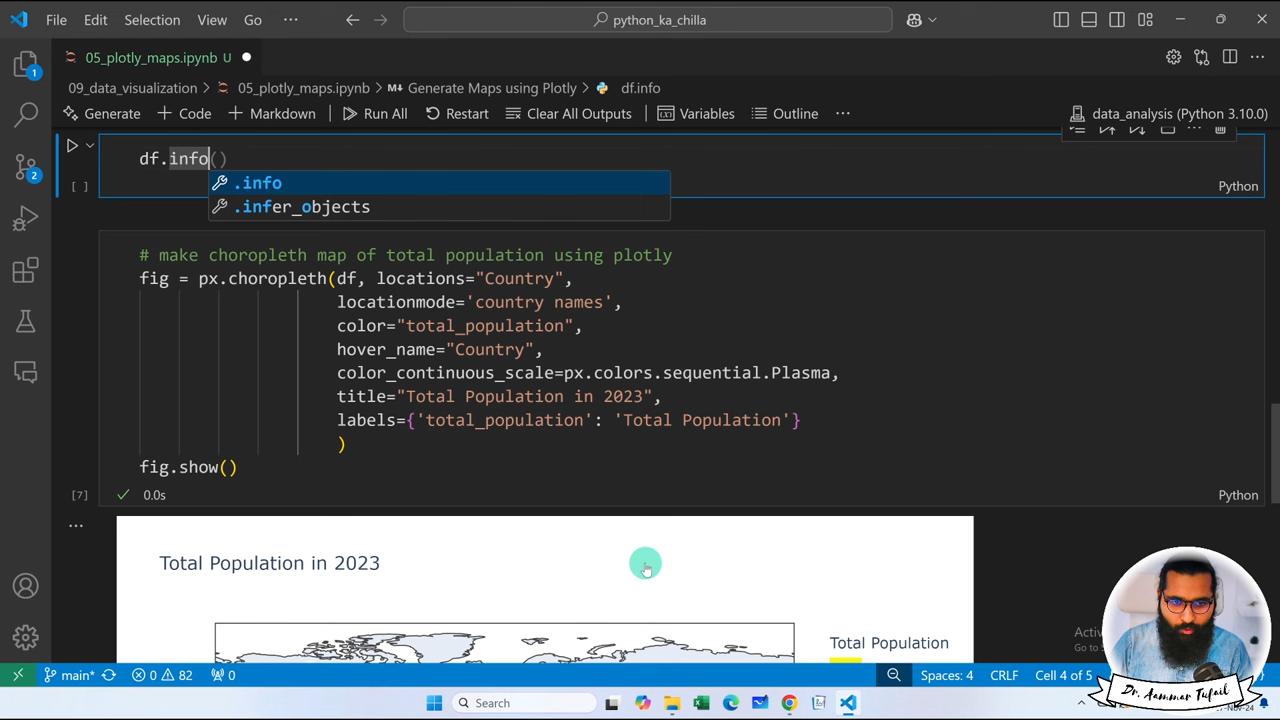 File Edit Selection View Go ··· python_ka_chilla
05_plotly_maps.ipynb U
09_data_visualization > 05_plotly_maps.ipynb > Generate Maps using Plotly > df.info
Generate + Code + Markdown Run All Restart Clear All Outputs Variables Outline ··· data_analysis (Python 3.10.0)
1
2
df.info()
[ ] Python
.info
.infer_objects
# make choropleth map of total population using plotly
fig = px.choropleth(df, locations="Country",
locationmode='country names',
color="total_population",
hover_name="Country",
color_continuous_scale=px.colors.sequential.Plasma,
title="Total Population in 2023",
labels={'total_population': 'Total Population'}
)
fig.show()
[7] 0.0s Python
Total Population in 2023
Total Population
Activ
Go to S
main* 0 82 0 Spaces: 4 CRLF Cell 4 of 5
Search
Dr. Aammar Tufail